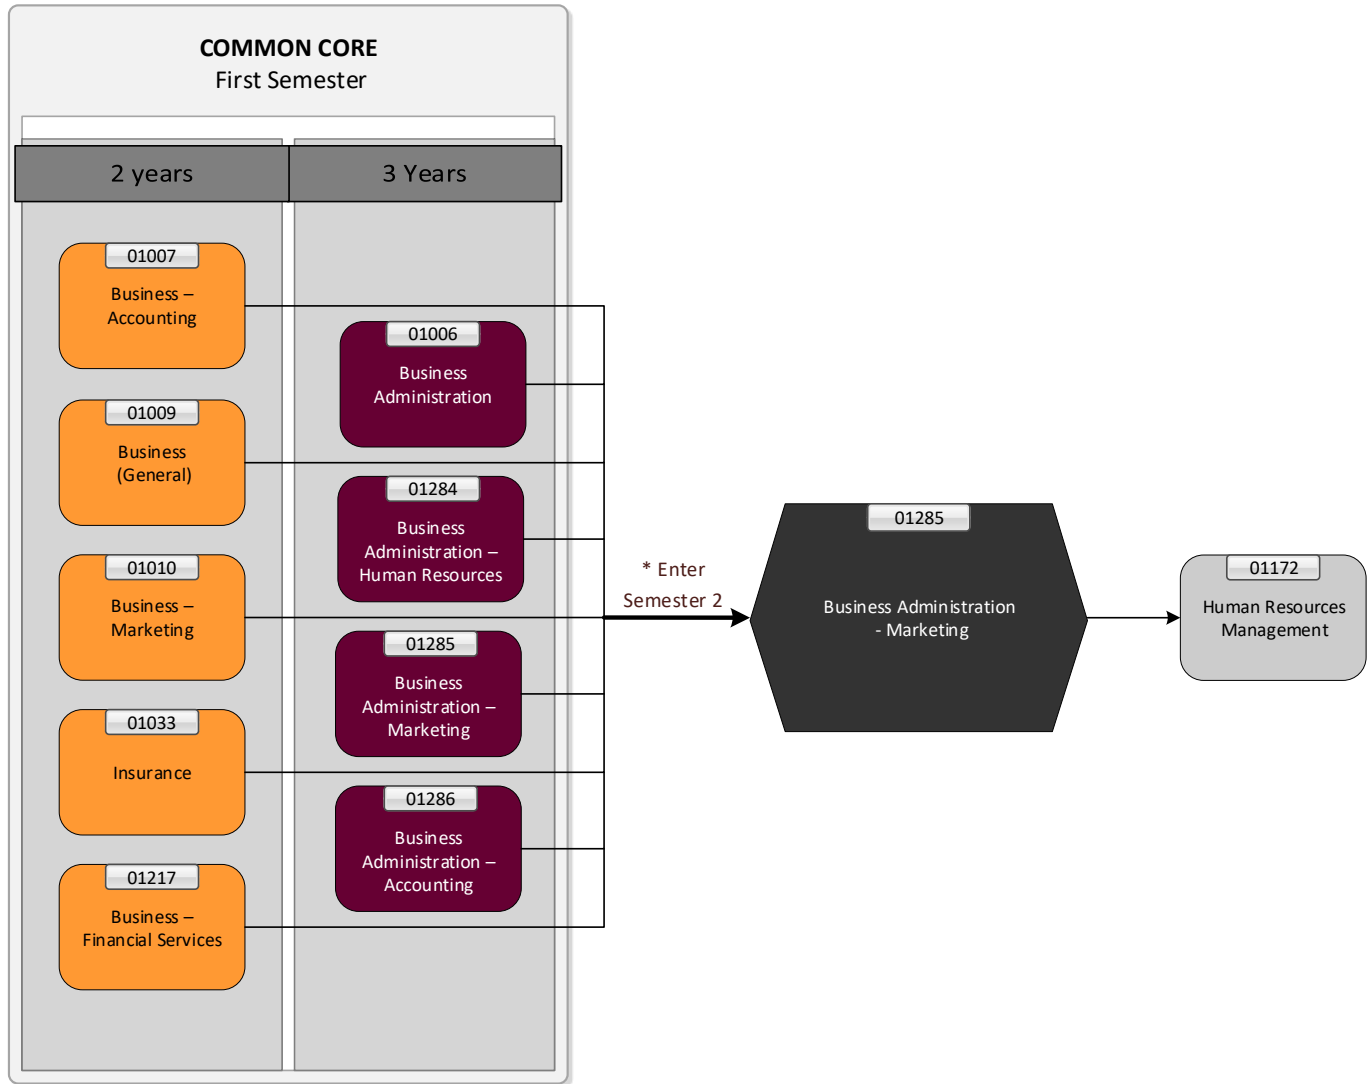 COMMON CORE
First Semester
2 years
3 Years
01007
Business –
Accounting
01009
Business
(General)
01010
Business –
Marketing
01033
Insurance
01217
Business –
Financial Services
01006
Business
Administration
01284
Business
Administration –
Human Resources
01285
Business
Administration –
Marketing
01286
Business
Administration –
Accounting
* Enter
Semester 2
01285
Business Administration
- Marketing
01172
Human Resources
Management